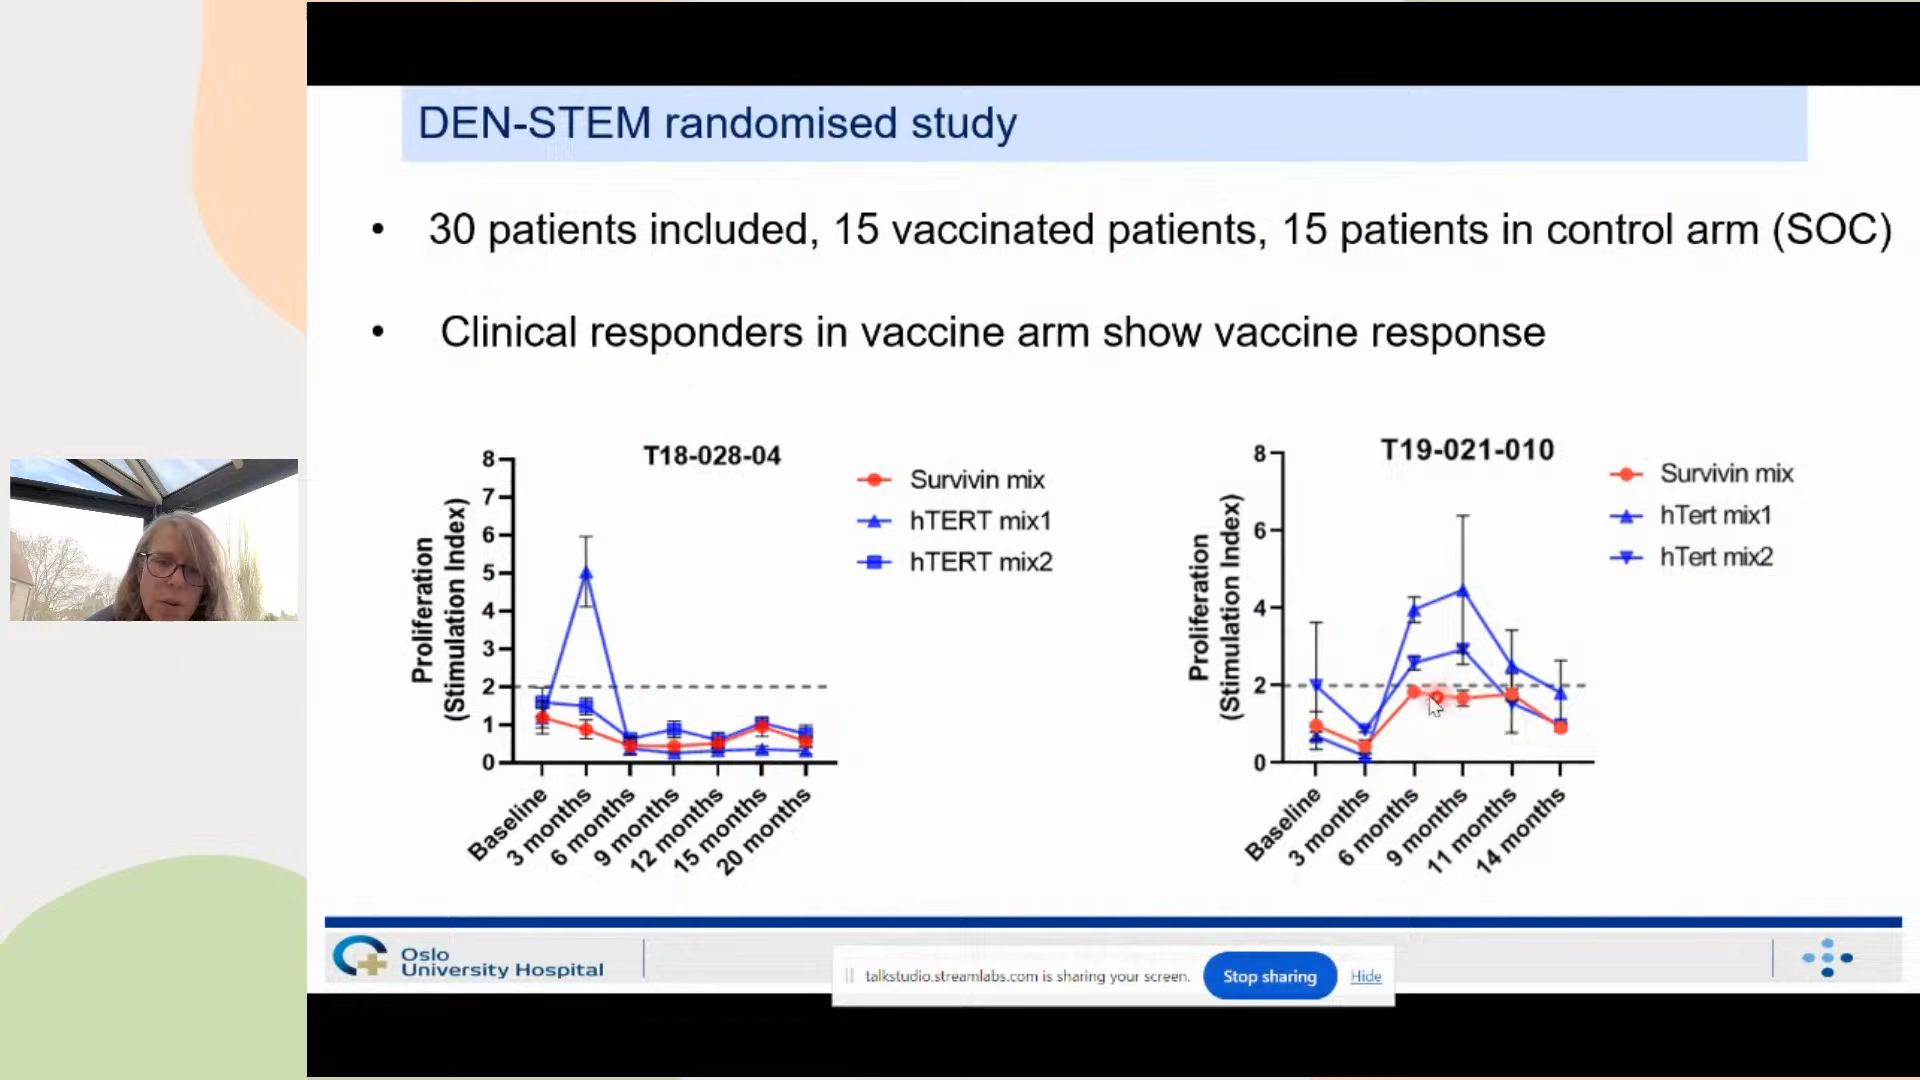 DEN-STEM randomised study
• 30 patients included, 15 vaccinated patients, 15 patients in control arm (SOC)
• Clinical responders in vaccine arm show vaccine response
T18-028-04
Survivin mix
hTERT mix1
hTERT mix2
Proliferation
(Stimulation Index)
8
7
6
5
4
3
2
1
0
Baseline
3 months
6 months
9 months
12 months
15 months
20 months
T19-021-010
Survivin mix
hTert mix1
hTert mix2
Proliferation
(Stimulation Index)
8
6
4
2
0
Baseline
3 months
6 months
9 months
11 months
14 months
Oslo
University Hospital
talkstudio.streamlabs.com is sharing your screen.
Stop sharing
Hide